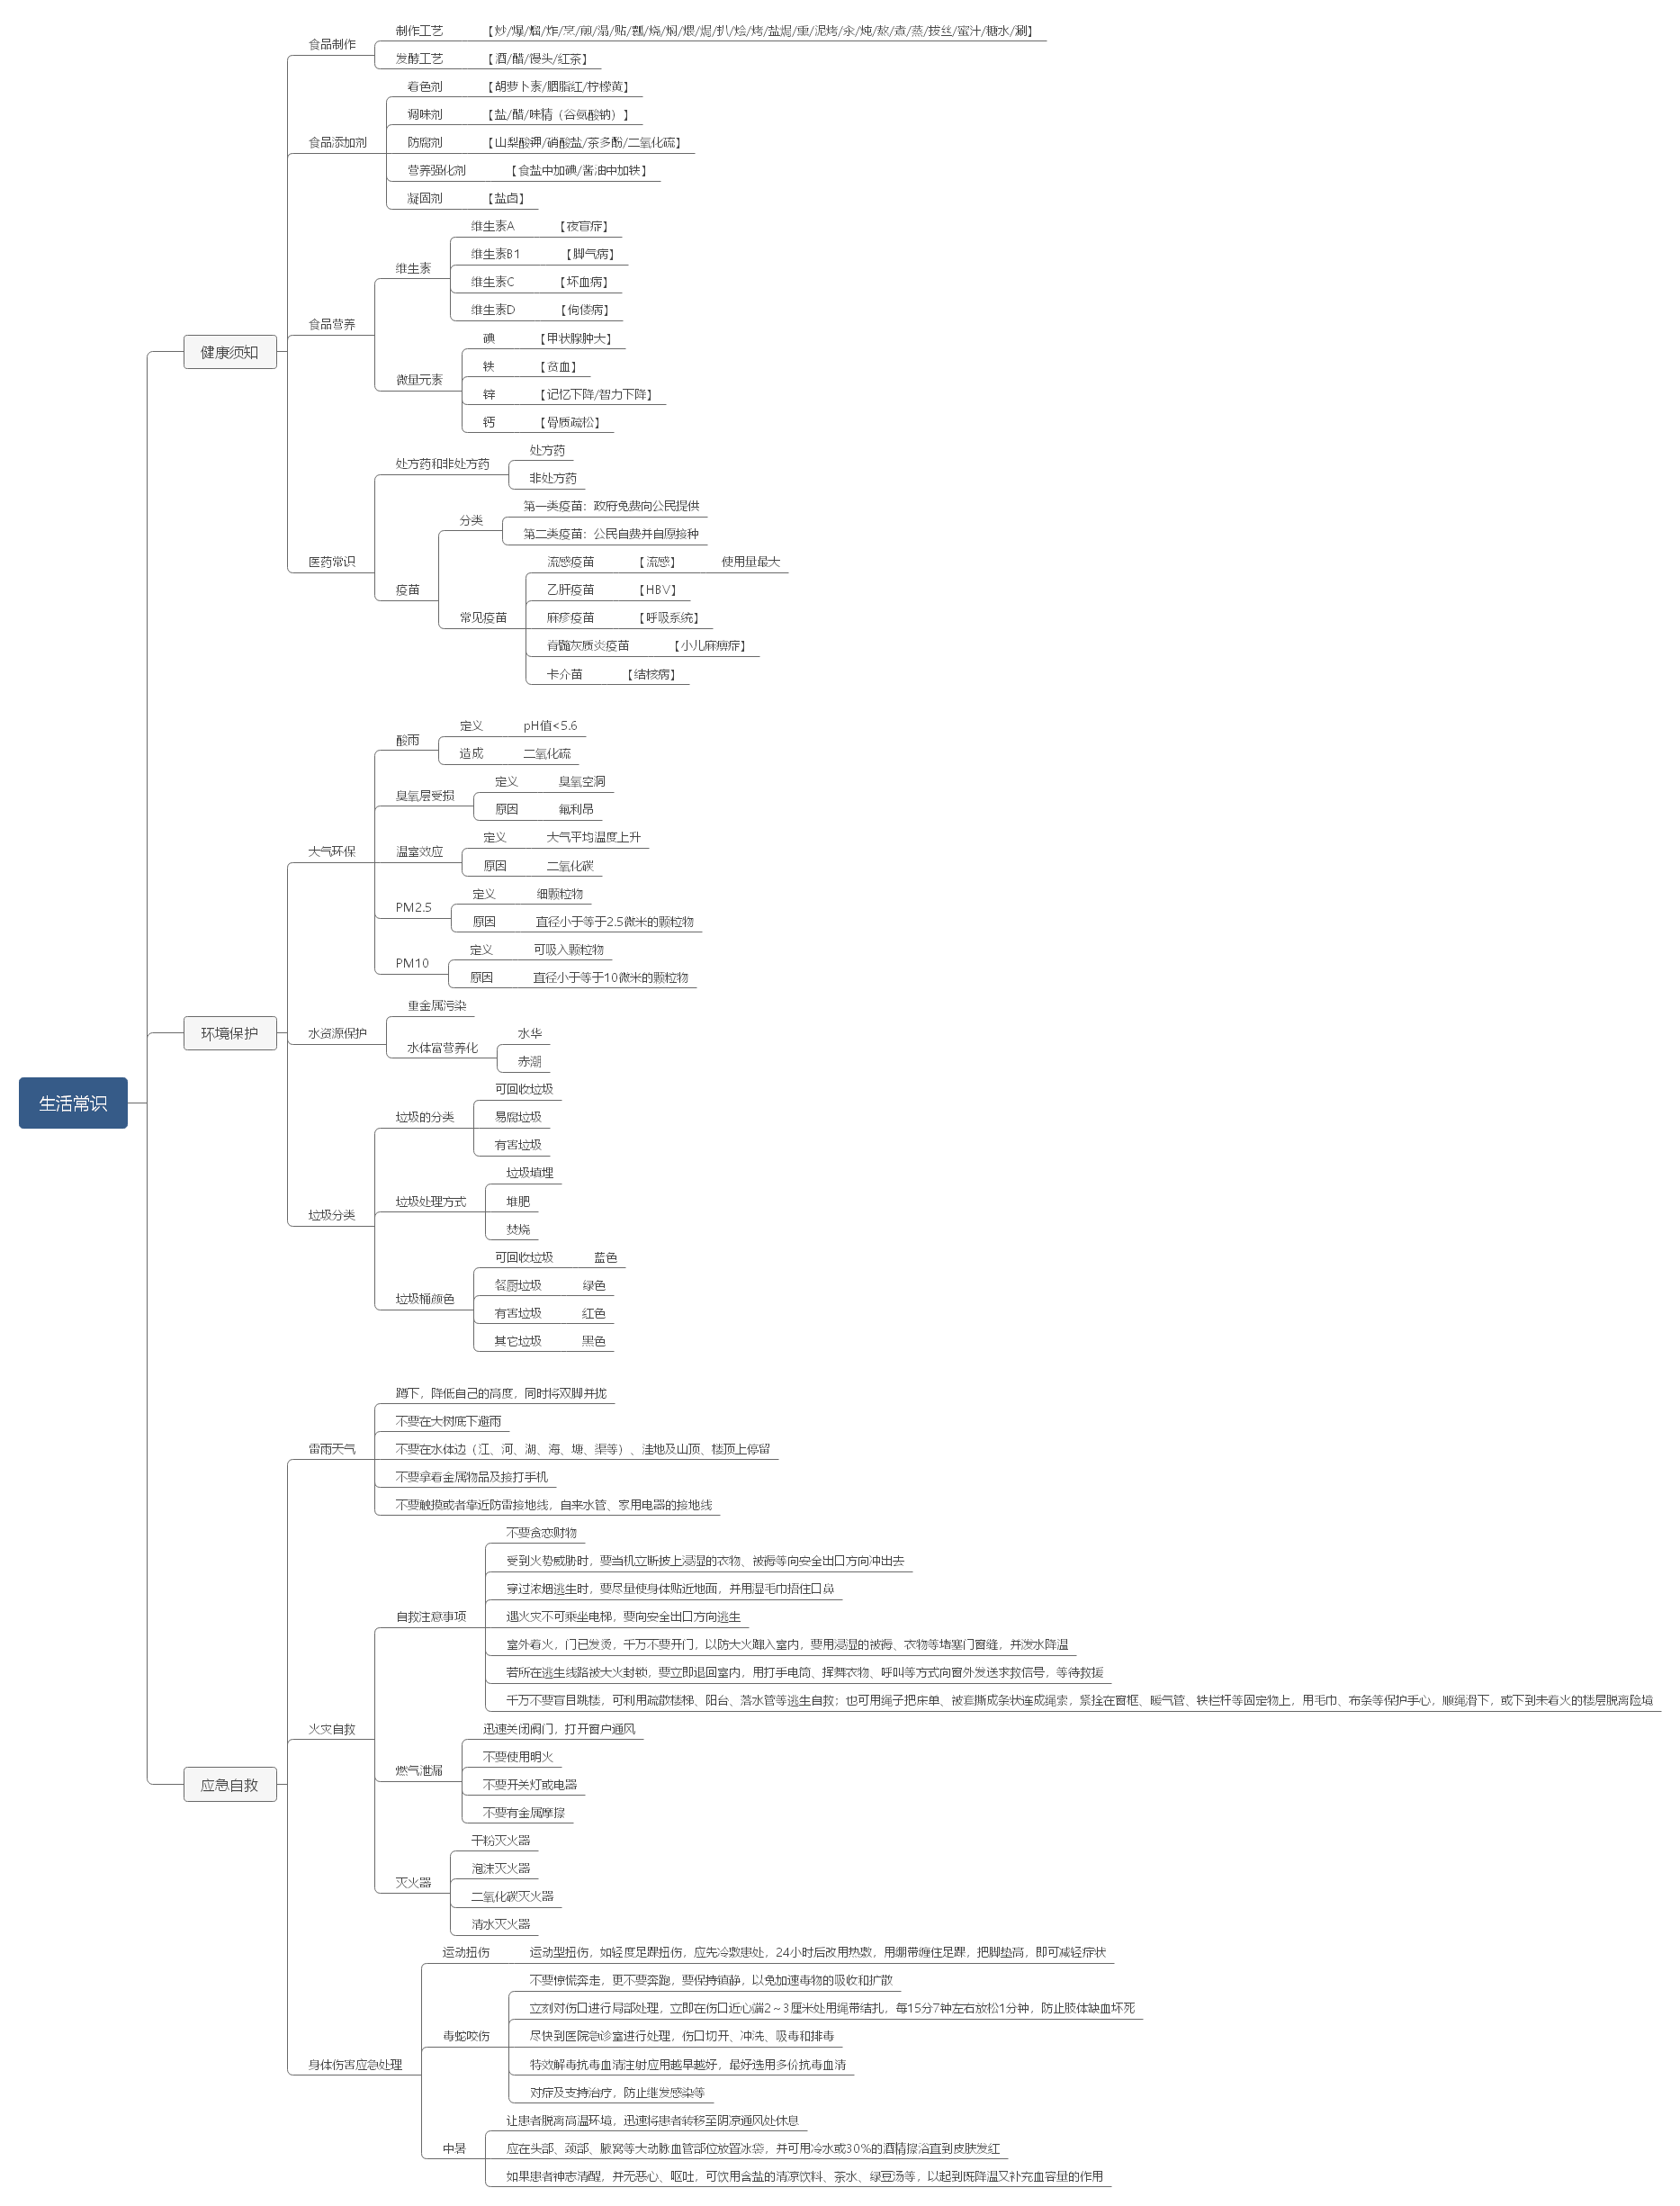 生活常识
健康须知
食品制作
制作工艺 【炒/爆/熘/炸/烹/煎/溻/贴/瓤/烧/焖/煨/焗/扒/烩/烤/盐焗/熏/泥烤/汆/炖/熬/煮/蒸/拔丝/蜜汁/糖水/涮】
发酵工艺 【酒/醋/馒头/红茶】
食品添加剂
着色剂 【胡萝卜素/胭脂红/柠檬黄】
调味剂 【盐/醋/味精（谷氨酸钠）】
防腐剂 【山梨酸钾/硝酸盐/茶多酚/二氧化硫】
营养强化剂 【食盐中加碘/酱油中加铁】
凝固剂 【盐卤】
食品营养
维生素
维生素A 【夜盲症】
维生素B1 【脚气病】
维生素C 【坏血病】
维生素D 【佝偻病】
微量元素
碘 【甲状腺肿大】
铁 【贫血】
锌 【记忆下降/智力下降】
钙 【骨质疏松】
医药常识
处方药和非处方药
处方药
非处方药
疫苗
分类
第一类疫苗：政府免费向公民提供
第二类疫苗：公民自费并自愿接种
常见疫苗
流感疫苗 【流感】 使用量最大
乙肝疫苗 【HBV】
麻疹疫苗 【呼吸系统】
脊髓灰质炎疫苗 【小儿麻痹症】
卡介苗 【结核病】
环境保护
大气环保
酸雨
定义 pH值<5.6
造成 二氧化硫
臭氧层受损
定义 臭氧空洞
原因 氟利昂
温室效应
定义 大气平均温度上升
原因 二氧化碳
PM2.5
定义 细颗粒物
原因 直径小于等于2.5微米的颗粒物
PM10
定义 可吸入颗粒物
原因 直径小于等于10微米的颗粒物
水资源保护
重金属污染
水体富营养化
水华
赤潮
垃圾分类
垃圾的分类
可回收垃圾
易腐垃圾
有害垃圾
垃圾处理方式
垃圾填埋
堆肥
焚烧
垃圾桶颜色
可回收垃圾 蓝色
餐厨垃圾 绿色
有害垃圾 红色
其它垃圾 黑色
应急自救
雷雨天气
蹲下，降低自己的高度，同时将双脚并拢
不要在大树底下避雨
不要在水体边（江、河、湖、海、塘、渠等）、洼地及山顶、楼顶上停留
不要拿着金属物品及接打手机
不要触摸或者靠近防雷接地线，自来水管、家用电器的接地线
火灾自救
自救注意事项
不要贪恋财物
受到火势威胁时，要当机立断披上浸湿的衣物、被褥等向安全出口方向冲出去
穿过浓烟逃生时，要尽量使身体贴近地面，并用湿毛巾捂住口鼻
遇火灾不可乘坐电梯，要向安全出口方向逃生
室外着火，门已发烫，千万不要开门，以防大火蹿入室内，要用浸湿的被褥、衣物等堵塞门窗缝，并泼水降温
若所在逃生线路被大火封锁，要立即退回室内，用打手电筒、挥舞衣物、呼叫等方式向窗外发送求救信号，等待救援
千万不要盲目跳楼，可利用疏散楼梯、阳台、落水管等逃生自救；也可用绳子把床单、被套撕成条状连成绳索，紧拴在窗框、暖气管、铁栏杆等固定物上，用毛巾、布条等保护手心，顺绳滑下，或下到未着火的楼层脱离险境
燃气泄漏
迅速关闭阀门，打开窗户通风
不要使用明火
不要开关灯或电器
不要有金属摩擦
灭火器
干粉灭火器
泡沫灭火器
二氧化碳灭火器
清水灭火器
身体伤害应急处理
运动扭伤 运动型扭伤，如轻度足踝扭伤，应先冷敷患处，24小时后改用热敷，用绷带缠住足踝，把脚垫高，即可减轻症状
毒蛇咬伤
不要惊慌奔走，更不要奔跑，要保持镇静，以免加速毒物的吸收和扩散
立刻对伤口进行局部处理，立即在伤口近心端2～3厘米处用绳带结扎，每15分7钟左右放松1分钟，防止肢体缺血坏死
尽快到医院急诊室进行处理，伤口切开、冲洗、吸毒和排毒
特效解毒抗毒血清注射应用越早越好，最好选用多价抗毒血清
对症及支持治疗，防止继发感染等
中暑
让患者脱离高温环境，迅速将患者转移至阴凉通风处休息
应在头部、颈部、腋窝等大动脉血管部位放置冰袋，并可用冷水或30%的酒精擦浴直到皮肤发红
如果患者神志清醒，并无恶心、呕吐，可饮用含盐的清凉饮料、茶水、绿豆汤等，以起到既降温又补充血容量的作用